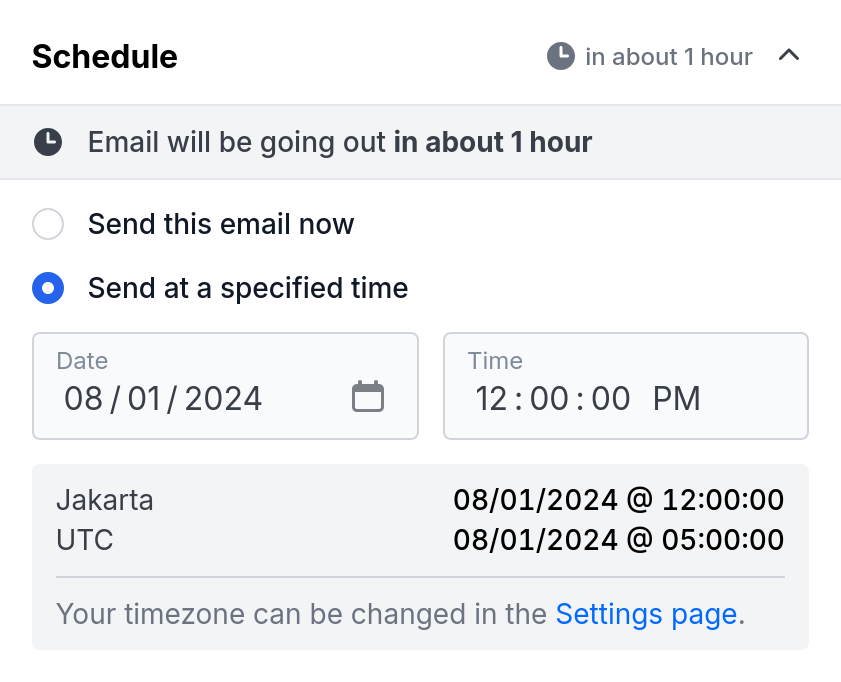 Schedule in about 1 hour
Email will be going out in about 1 hour
Send this email now
Send at a specified time
Date
08 / 01 / 2024
Time
12 : 00 : 00 PM
Jakarta 08/01/2024 @ 12:00:00
UTC 08/01/2024 @ 05:00:00
Your timezone can be changed in the Settings page.